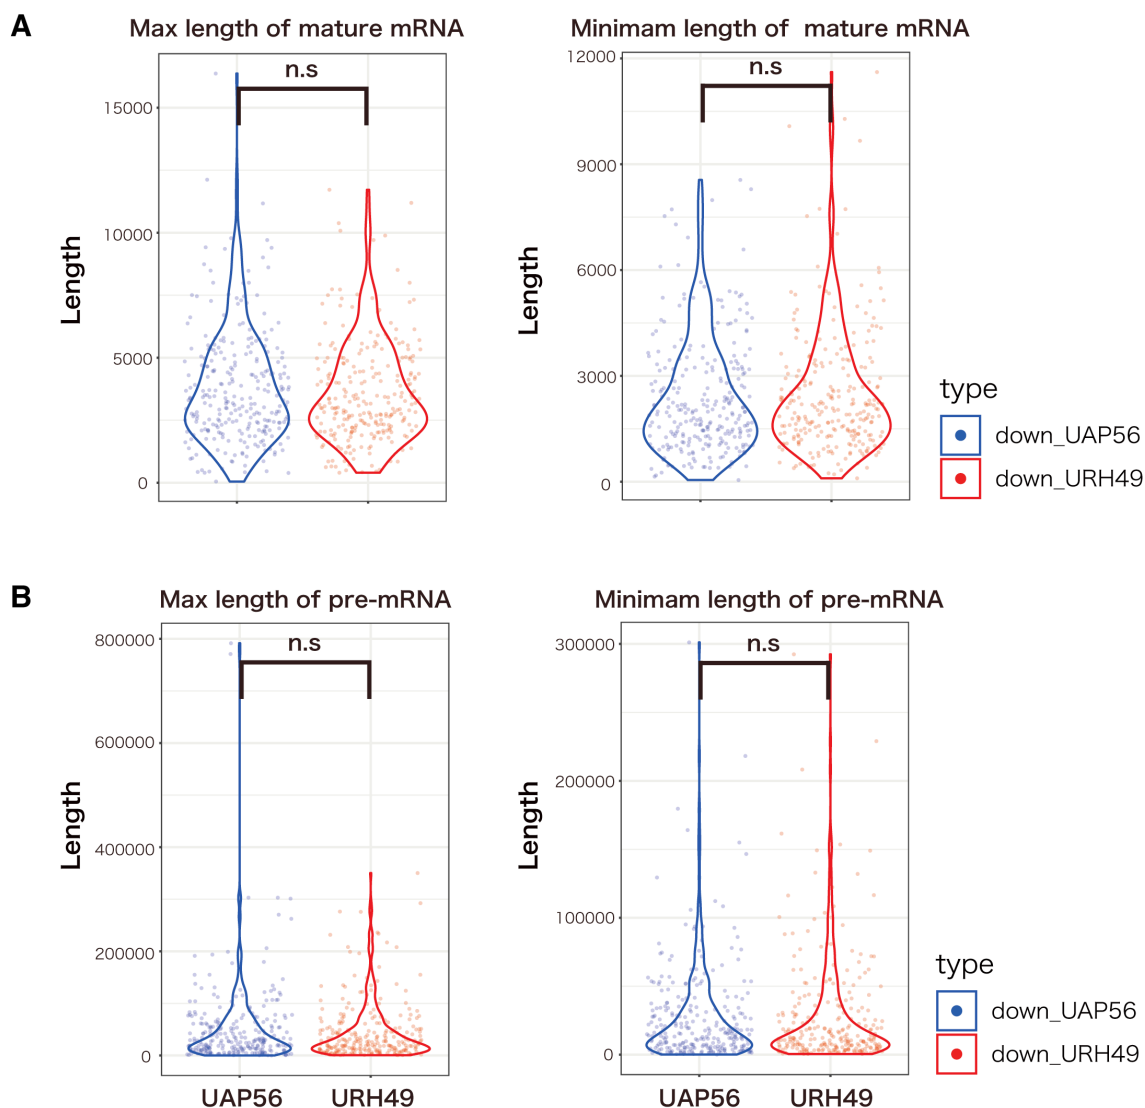 A
Max length of mature mRNA
Minimam length of mature mRNA
n.s
n.s
15000
10000
5000
0
Length
12000
9000
6000
3000
0
Length
type
down_UAP56
down_URH49
B
Max length of pre-mRNA
Minimam length of pre-mRNA
n.s
n.s
800000
600000
400000
200000
0
Length
300000
200000
100000
0
Length
type
down_UAP56
down_URH49
UAP56 URH49
UAP56 URH49